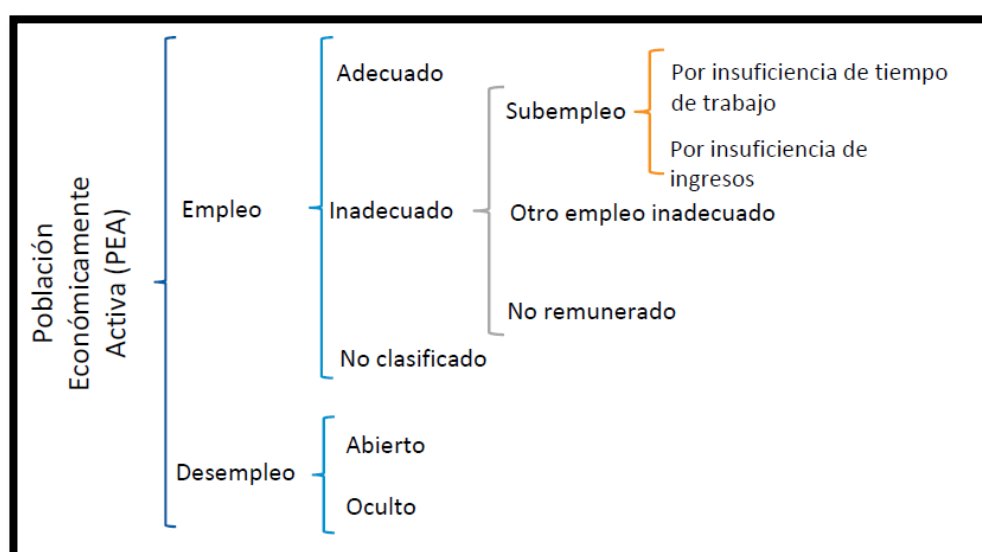 Población
Económicamente
Activa (PEA)
Empleo
Adecuado
Inadecuado
Subempleo
Por insuficiencia de tiempo
de trabajo
Por insuficiencia de
ingresos
Otro empleo inadecuado
No remunerado
No clasificado
Desempleo
Abierto
Oculto